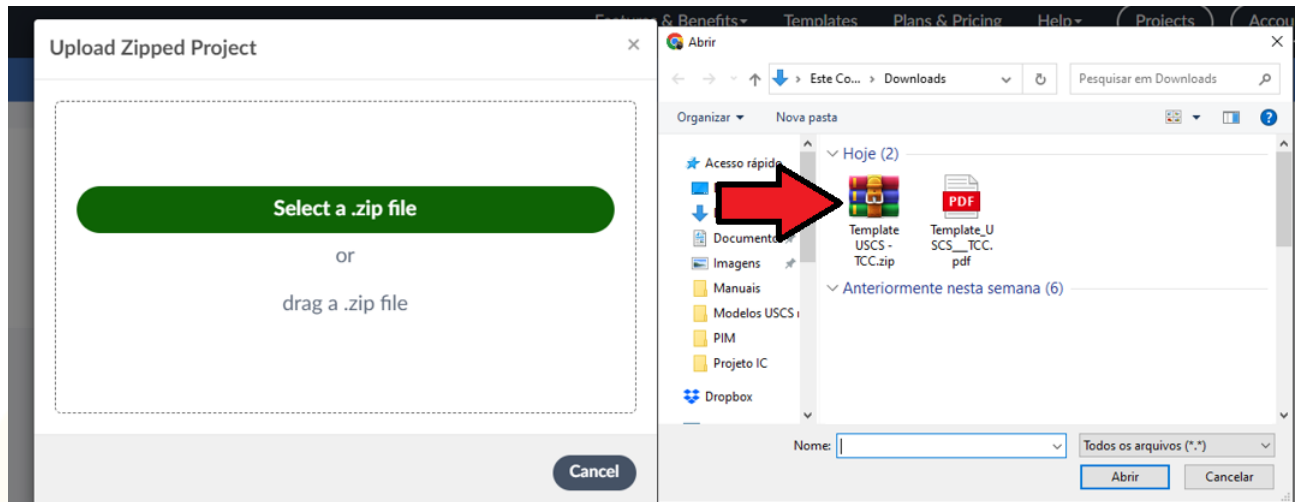 & Benefits Templates Plans & Pricing Help Projects
Upload Zipped Project
×
Select a .zip file
or
drag a .zip file
Cancel
Abrir
Este Co... > Downloads
Pesquisar em Downloads
Organizar
Nova pasta
Acesso rápido
Documento
Imagens
Manuais
Modelos USCS
PIM
Projeto IC
Dropbox
Hoje (2)
Template
USCS -
TCC.zip
PDF
Template_U
SCS__TCC.
pdf
Anteriormente nesta semana (6)
Nome:
Todos os arquivos (*.*)
Abrir
Cancelar